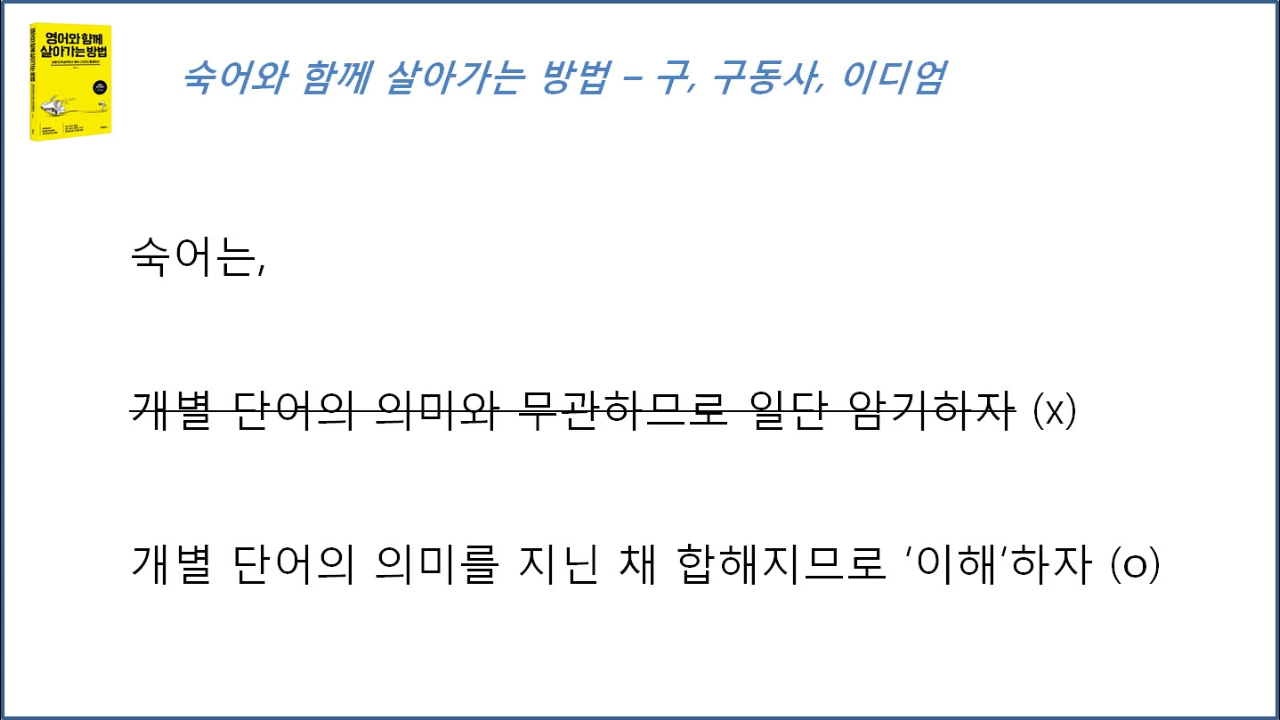 영어와 함께
살아가는 방법
숙어와 함께 살아가는 방법 – 구, 구동사, 이디엄
숙어는,
개별 단어의 의미와 무관하므로 일단 암기하자 (x)
개별 단어의 의미를 지닌 채 합해지므로 ‘이해‘하자 (o)